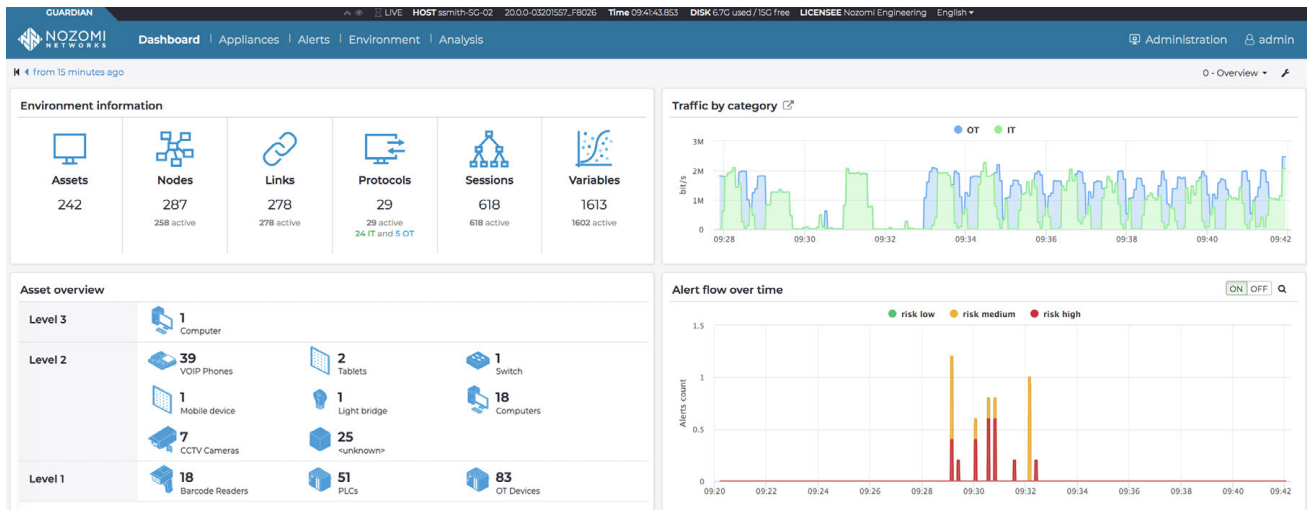 GUARDIAN
LIVE HOST ssmith-SG-02 20.0.0-03201557_F8026 Time 09:41:43.853 DISK 6.7G used / 15G free LICENSEE Nozomi Engineering English
NOZOMI
NETWORKS
Dashboard Appliances Alerts Environment Analysis
Administration admin
from 15 minutes ago
0 - Overview
Environment information
Assets Nodes Links Protocols Sessions Variables
242 287 278 29 618 1613
258 active 278 active 29 active 618 active 1602 active
24 IT and 5 OT
Traffic by category
OT IT
3M
2M
1M
0
bit/s
09:28 09:30 09:32 09:34 09:36 09:38 09:40 09:42
Asset overview
Level 3
1
Computer
Level 2
39
VOIP Phones
2
Tablets
1
Switch
1
Mobile device
1
Light bridge
18
Computers
7
CCTV Cameras
25
<unknown>
Level 1
18
Barcode Readers
51
PLCs
83
OT Devices
Alert flow over time
ON OFF
risk low risk medium risk high
1.5
1
0.5
0
Alerts count
09:20 09:22 09:24 09:26 09:28 09:30 09:32 09:34 09:36 09:38 09:40 09:42